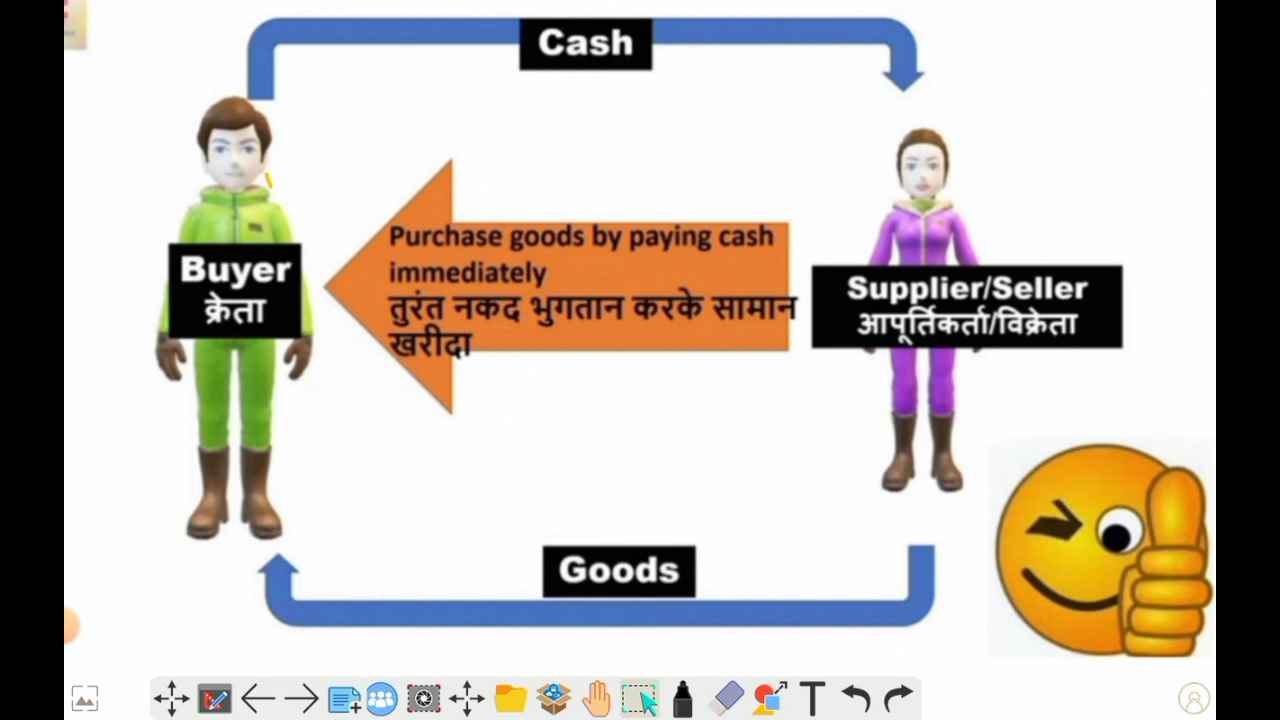 Cash
Purchase goods by paying cash
immediately
तुरंत नकद भुगतान करके सामान
खरीदा
Buyer
क्रेता
Supplier/Seller
आपूर्तिकर्ता/विक्रेता
Goods